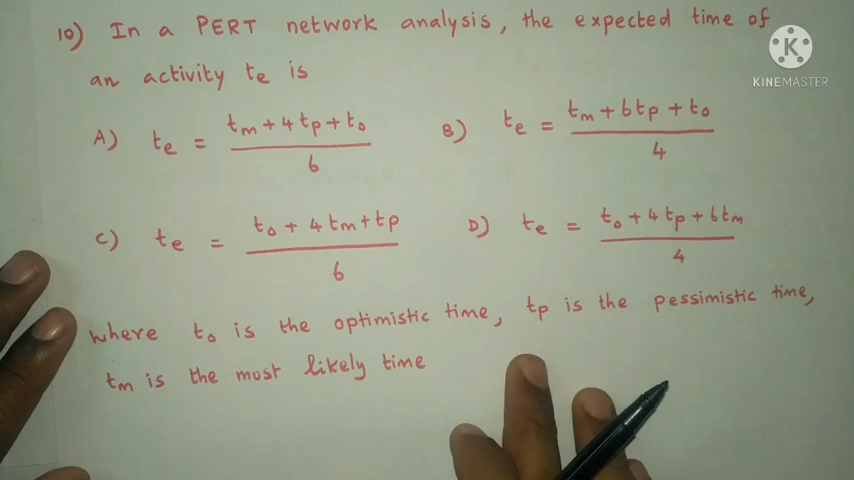 10) In a PERT network analysis, the expected time of
K
KINEMASTER
an activity te is
A) te = tm + 4tp + to / 6
B) te = tm + 6tp + to / 4
C) te = to + 4tm + tp / 6
D) te = to + 4tp + 6tm / 4
where to is the optimistic time, tp is the pessimistic time,
tm is the most likely time